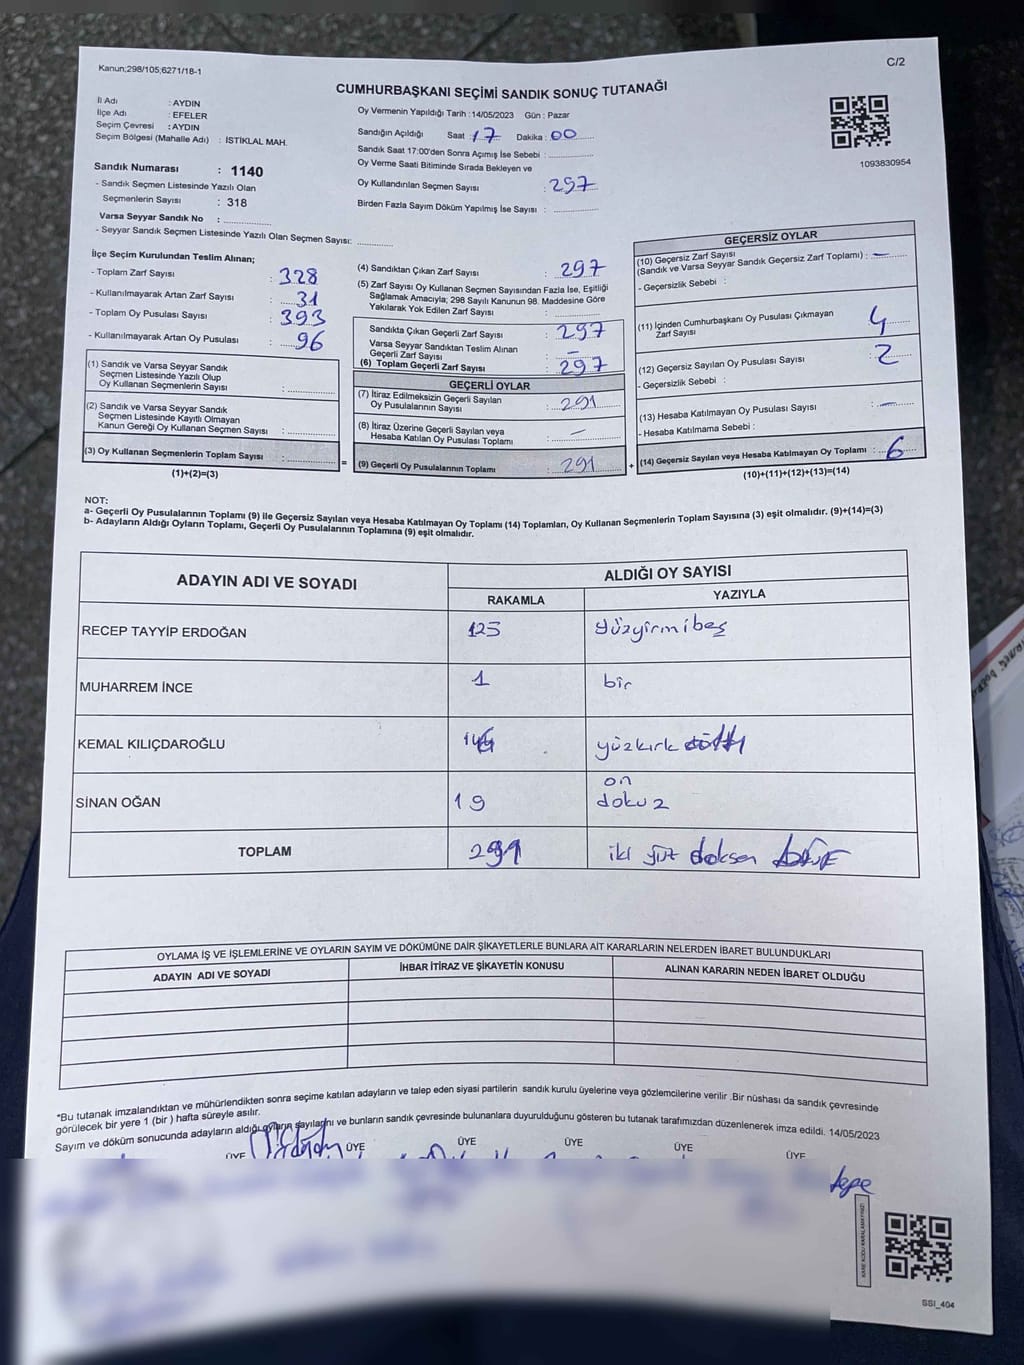 Kanun;298/105;6271/18-1
C/2
CUMHURBAŞKANI SEÇİMİ SANDIK SONUÇ TUTANAĞI
İl Adı : AYDIN
İlçe Adı : EFELER
Seçim Çevresi : AYDIN
Seçim Bölgesi (Mahalle Adı) : İSTİKLAL MAH.
Sandık Numarası : 1140
- Sandık Seçmen Listesinde Yazılı Olan
Seçmenlerin Sayısı : 318
Varsa Seyyar Sandık No :
- Seyyar Sandık Seçmen Listesinde Yazılı Olan Seçmen Sayısı:
Oy Vermenin Yapıldığı Tarih : 14/05/2023 Gün : Pazar
Sandığın Açıldığı Saat : 17 Dakika : 00
Sandık Saat 17:00'den Sonra Açımış İse Sebebi :
Oy Verme Saati Bitiminde Sırada Bekleyen ve
Oy Kullandırılan Seçmen Sayısı : 297
Birden Fazla Sayım Döküm Yapılmış İse Sayısı :
1093830954
İlçe Seçim Kurulundan Teslim Alınan;
- Toplam Zarf Sayısı : 328
- Kullanılmayarak Artan Zarf Sayısı : 31
- Toplam Oy Pusulası Sayısı : 393
- Kullanılmayarak Artan Oy Pusulası : 96
(1) Sandık ve Varsa Seyyar Sandık
Seçmen Listesinde Yazılı Olup
Oy Kullanan Seçmenlerin Sayısı :
(2) Sandık ve Varsa Seyyar Sandık
Seçmen Listesinde Kayıtlı Olmayan
Kanun Gereği Oy Kullanan Seçmen Sayısı :
(3) Oy Kullanan Seçmenlerin Toplam Sayısı :
(1)+(2)=(3)
(4) Sandıktan Çıkan Zarf Sayısı : 297
(5) Zarf Sayısı Oy Kullanan Seçmen Sayısından Fazla İse, Eşitliği
Sağlamak Amacıyla; 298 Sayılı Kanunun 98. Maddesine Göre
Yakılarak Yok Edilen Zarf Sayısı :
Sandıkta Çıkan Geçerli Zarf Sayısı : 297
Varsa Seyyar Sandıktan Teslim Alınan
Geçerli Zarf Sayısı : –
(6) Toplam Geçerli Zarf Sayısı : 297
GEÇERLİ OYLAR
(7) İtiraz Edilmeksizin Geçerli Sayılan
Oy Pusulalarının Sayısı : 291
(8) İtiraz Üzerine Geçerli Sayılan veya
Hesaba Katılan Oy Pusulası Toplamı : –
= (9) Geçerli Oy Pusulalarının Toplamı : 291 +
GEÇERSİZ OYLAR
(10) Geçersiz Zarf Sayısı
(Sandık ve Varsa Seyyar Sandık Geçersiz Zarf Toplamı) : –
- Geçersizlik Sebebi :
(11) İçinden Cumhurbaşkanı Oy Pusulası Çıkmayan
Zarf Sayısı : 4
(12) Geçersiz Sayılan Oy Pusulası Sayısı : 2
- Geçersizlik Sebebi :
(13) Hesaba Katılmayan Oy Pusulası Sayısı : –
- Hesaba Katılmama Sebebi :
(14) Geçersiz Sayılan veya Hesaba Katılmayan Oy Toplamı : 6
(10)+(11)+(12)+(13)=(14)
NOT:
a- Geçerli Oy Pusulalarının Toplamı (9) ile Geçersiz Sayılan veya Hesaba Katılmayan Oy Toplamı (14) Toplamları, Oy Kullanan Seçmenlerin Toplam Sayısına (3) eşit olmalıdır. (9)+(14)=(3)
b- Adayların Aldığı Oyların Toplamı, Geçerli Oy Pusulalarının Toplamına (9) eşit olmalıdır.
ADAYIN ADI VE SOYADI
ALDIĞI OY SAYISI
RAKAMLA YAZIYLA
RECEP TAYYİP ERDOĞAN 125 yüzyirmibeş
MUHARREM İNCE 1 bir
KEMAL KILIÇDAROĞLU 146 yüzkırk
SİNAN OĞAN 19 on dokuz
TOPLAM 291 iki yüz doksan
OYLAMA İŞ VE İŞLEMLERİNE VE OYLARIN SAYIM VE DÖKÜMÜNE DAİR ŞİKAYETLERLE BUNLARA AİT KARARLARIN NELERDEN İBARET BULUNDUKLARI
ADAYIN ADI VE SOYADI İHBAR İTİRAZ VE ŞİKAYETİN KONUSU ALINAN KARARIN NEDEN İBARET OLDUĞU
*Bu tutanak imzalandıktan ve mühürlendikten sonra seçime katılan adayların ve talep eden siyasi partilerin sandık kurulu üyelerine veya gözlemcilerine verilir .Bir nüshası da sandık çevresinde
görülecek bir yere 1 (bir ) hafta süreyle asılır.
Sayım ve döküm sonucunda adayların aldığı oyların sayılarını ve bunların sandık çevresinde bulunanlara duyurulduğunu gösteren bu tutanak tarafımızdan düzenlenerek imza edildi. 14/05/2023
ÜYE ÜYE ÜYE ÜYE ÜYE ÜYE
KARE KODU KARALAMAYINIZ!
SSI_404